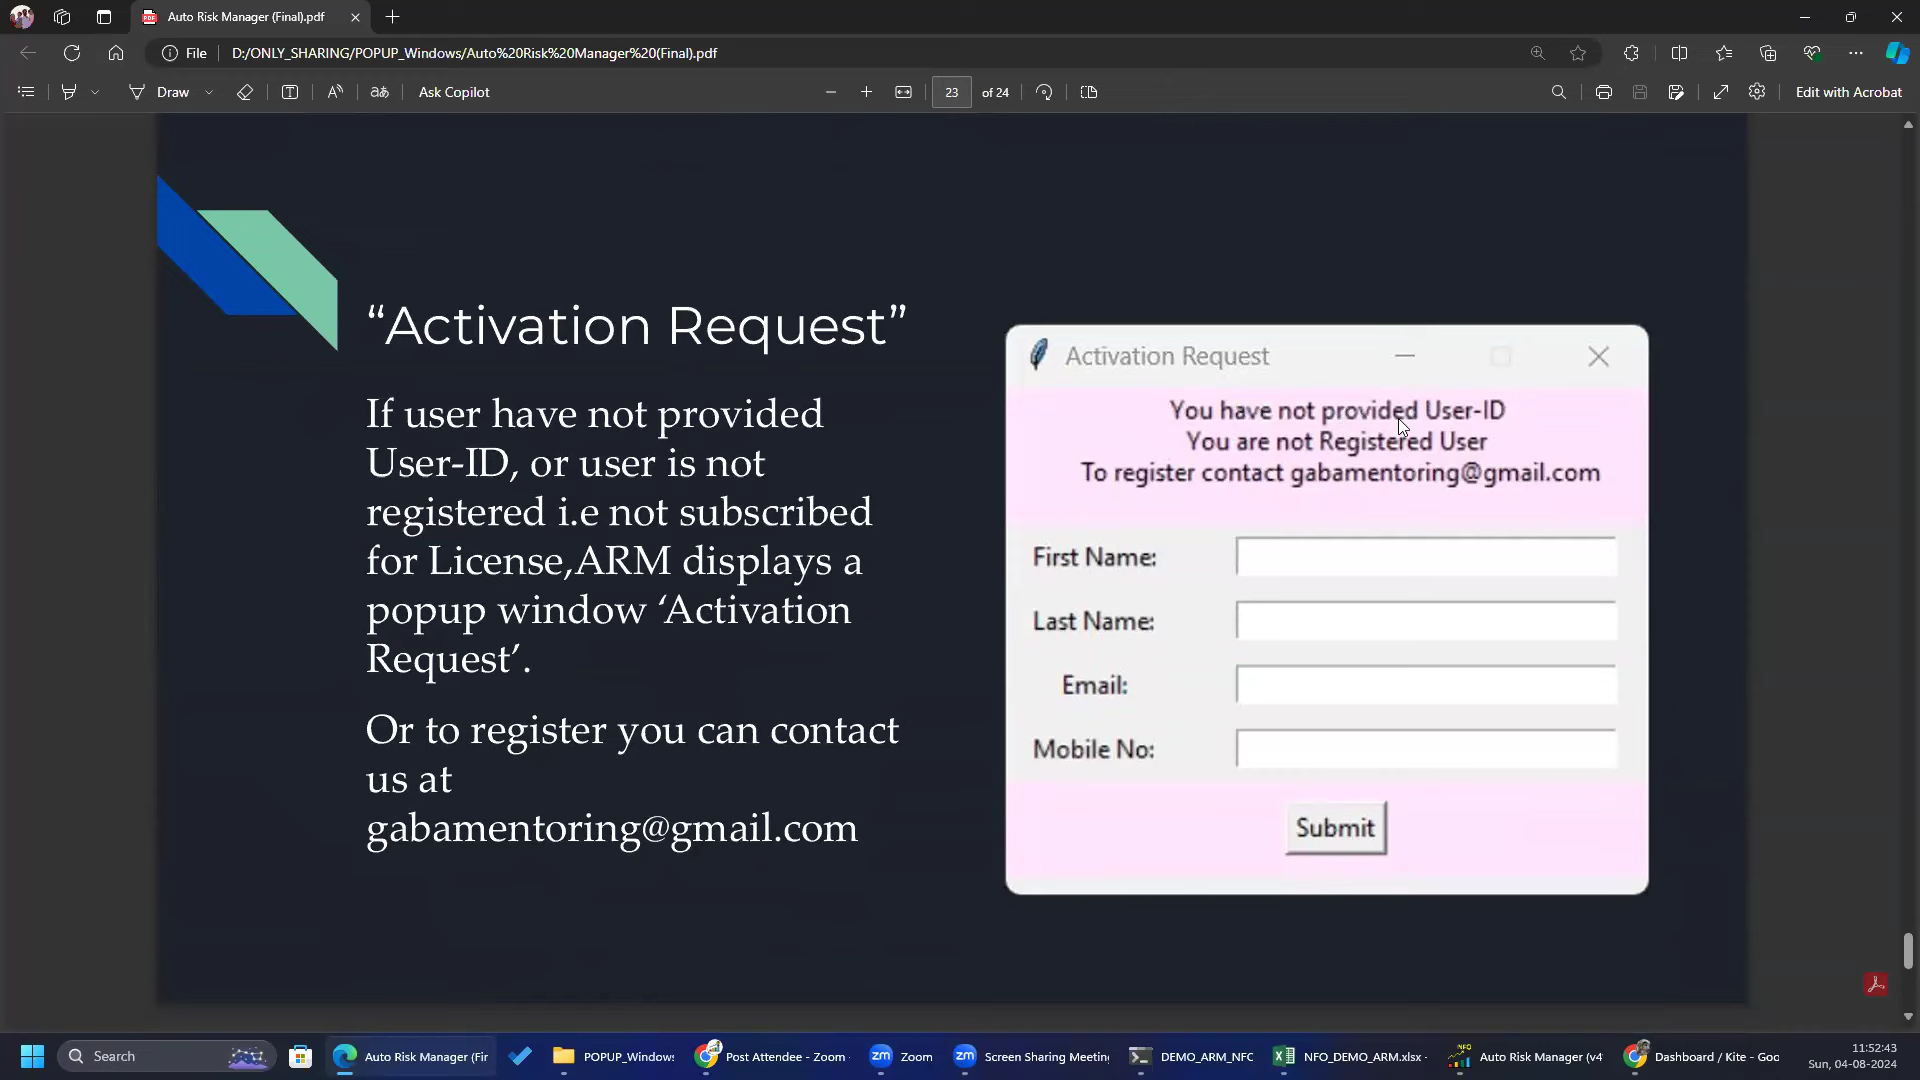 Auto Risk Manager (Final).pdf
File
D:/ONLY_SHARING/POPUP_Windows/Auto%20Risk%20Manager%20(Final).pdf
Draw
Ask Copilot
23
of 24
Edit with Acrobat
“Activation Request”
If user have not provided
User-ID, or user is not
registered i.e not subscribed
for License,ARM displays a
popup window ‘Activation
Request’.
Or to register you can contact
us at
gabamentoring@gmail.com
Activation Request
You have not provided User-ID
You are not Registered User
To register contact gabamentoring@gmail.com
First Name:
Last Name:
Email:
Mobile No:
Submit
Search
Auto Risk Manager (Fir
POPUP_Windows
Post Attendee - Zoom
Zoom
Screen Sharing Meeting
DEMO_ARM_NFC
NFO_DEMO_ARM.xlsx -
Auto Risk Manager (v4
Dashboard / Kite - Goo
11:52:43
Sun, 04-08-2024